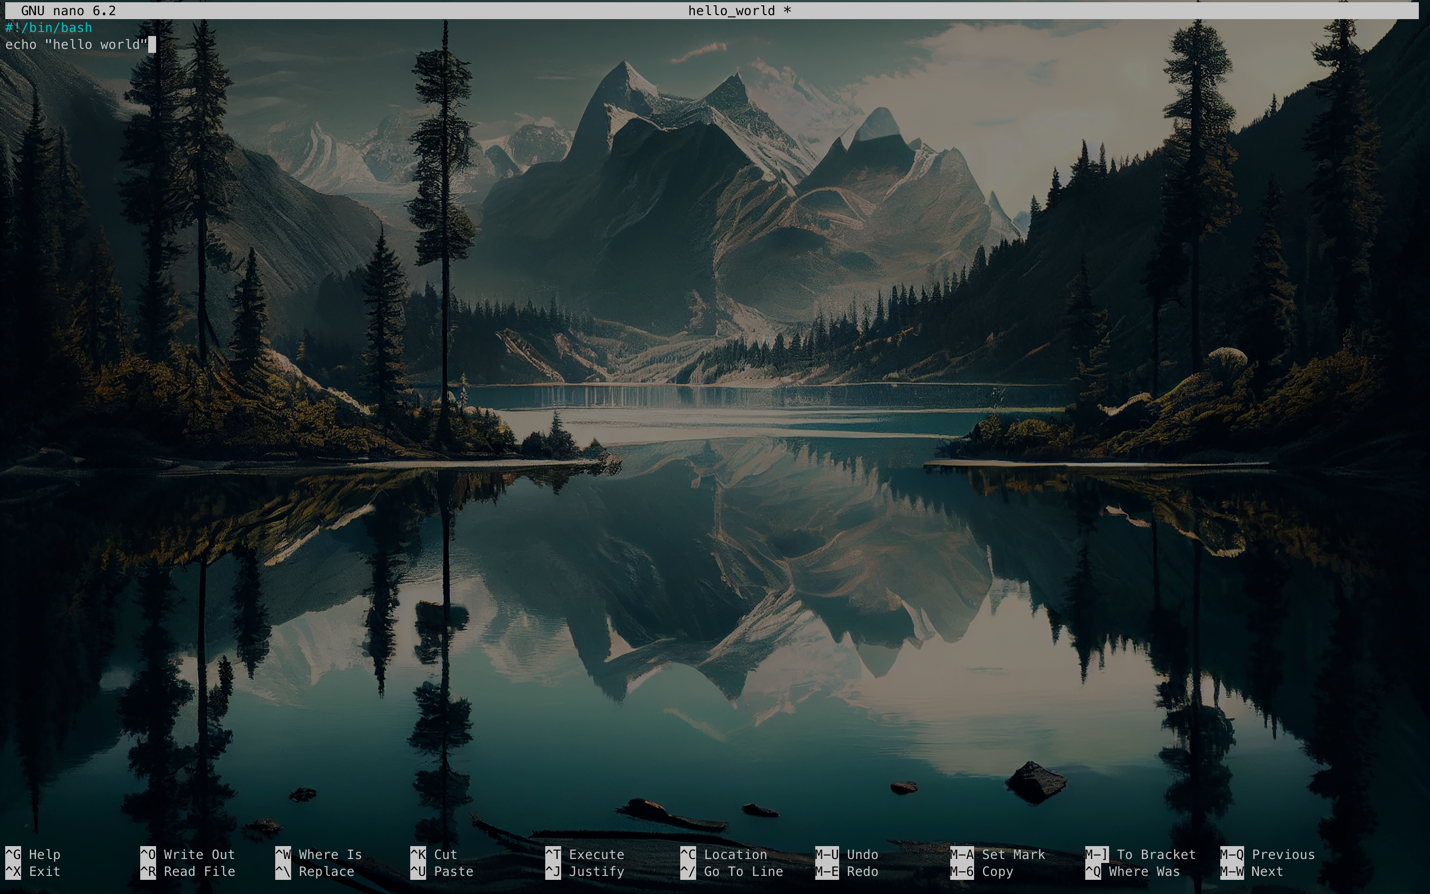 GNU nano 6.2 hello_world *
#!/bin/bash
echo "hello world"
^G Help ^O Write Out ^W Where Is ^K Cut ^T Execute ^C Location M-U Undo M-A Set Mark M-] To Bracket M-Q Previous
^X Exit ^R Read File ^\ Replace ^U Paste ^J Justify ^/ Go To Line M-E Redo M-6 Copy ^Q Where Was M-W Next